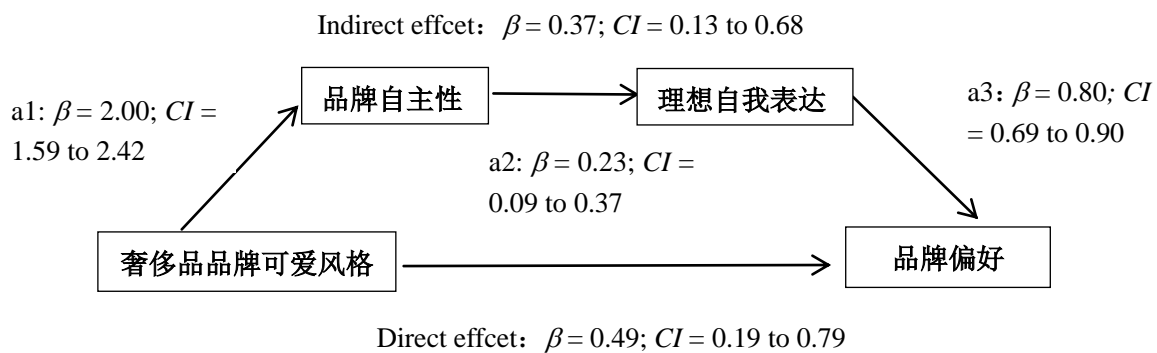 Indirect effcet： β = 0.37; CI = 0.13 to 0.68
品牌自主性
理想自我表达
a1: β = 2.00; CI =
1.59 to 2.42
a3： β = 0.80; CI
= 0.69 to 0.90
a2: β = 0.23; CI =
0.09 to 0.37
奢侈品品牌可爱风格
品牌偏好
Direct effcet： β = 0.49; CI = 0.19 to 0.79